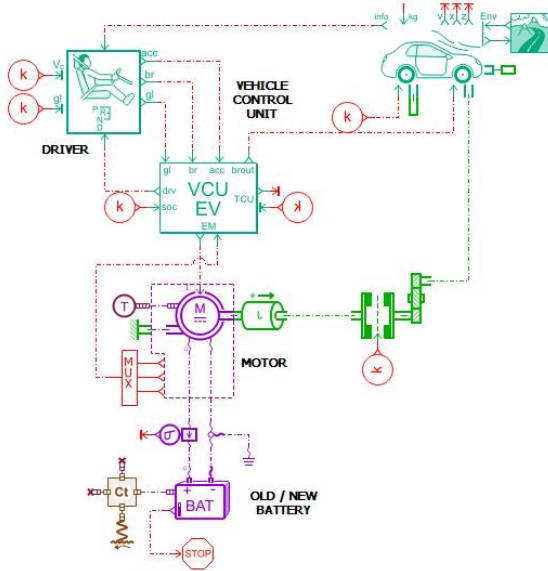 info
kg
v x z
Env
acc
Vc
k
br
gl
k
gl
P R N D
VEHICLE
CONTROL
UNIT
k
DRIVER
gl br acc brout
drv
VCU
TCU
k
soc
EV
k
EM
T
M
MUX
MOTOR
k
Ct
+ -
BAT
OLD / NEW
BATTERY
STOP